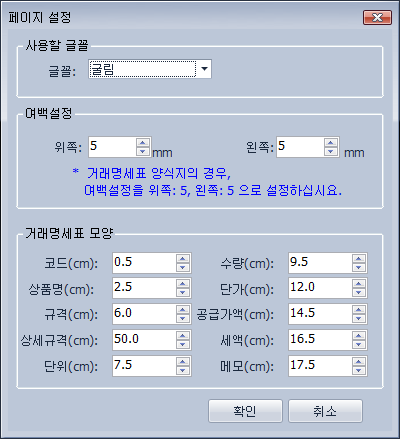 페이지 설정
사용할 글꼴
글꼴: 굴림
여백설정
위쪽: 5 mm 왼쪽: 5 mm
* 거래명세표 양식지의 경우,
여백설정을 위쪽: 5, 왼쪽: 5 으로 설정하십시요.
거래명세표 모양
코드(cm): 0.5 수량(cm): 9.5
상품명(cm): 2.5 단가(cm): 12.0
규격(cm): 6.0 공급가액(cm): 14.5
상세규격(cm): 50.0 세액(cm): 16.5
단위(cm): 7.5 메모(cm): 17.5
확인 취소